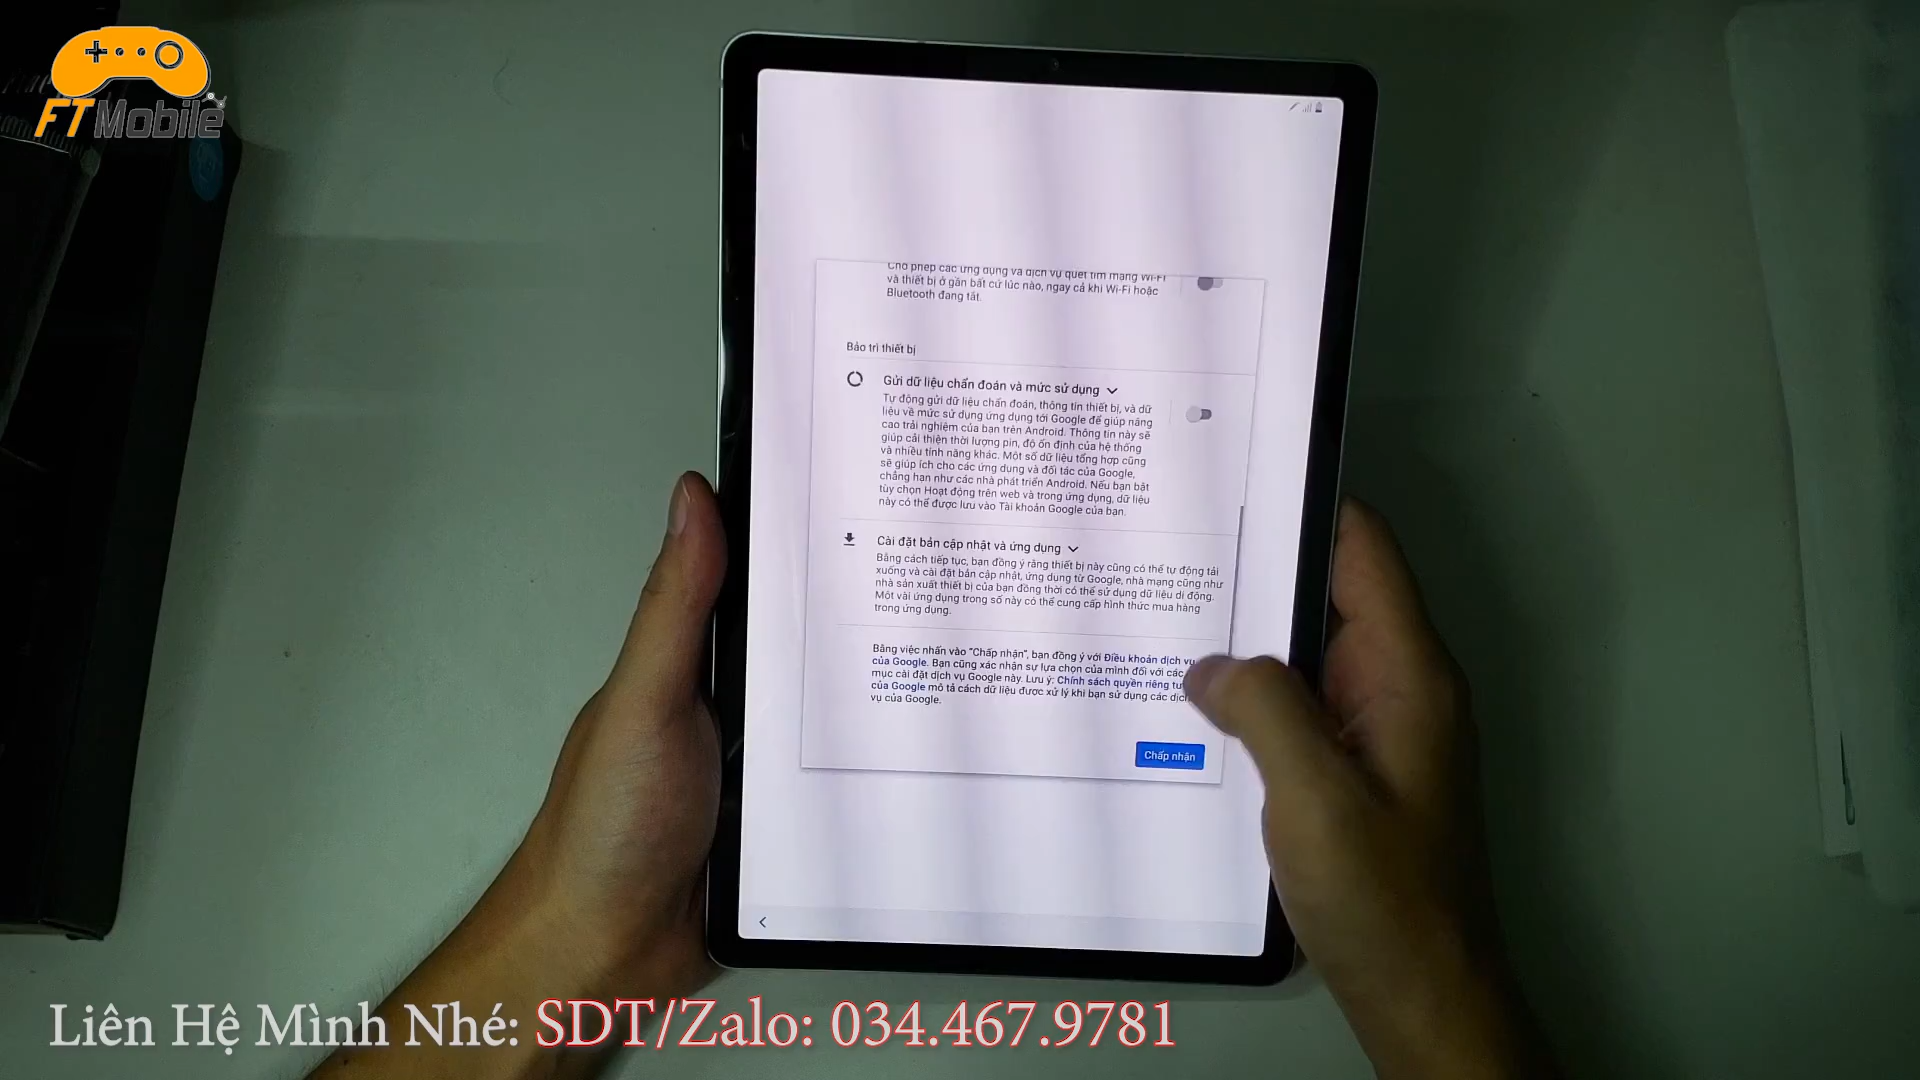 FTMobile
Cho phép các ứng dụng và dịch vụ quét tìm mạng Wi-Fi
và thiết bị ở gần bất cứ lúc nào, ngay cả khi Wi-Fi hoặc
Bluetooth đang tắt.
Bảo trì thiết bị
Gửi dữ liệu chẩn đoán và mức sử dụng
Tự động gửi dữ liệu chẩn đoán, thông tin thiết bị, và dữ
liệu về mức sử dụng ứng dụng tới Google để giúp nâng
cao trải nghiệm của bạn trên Android. Thông tin này sẽ
giúp cải thiện thời lượng pin, độ ổn định của hệ thống
và nhiều tính năng khác. Một số dữ liệu tổng hợp cũng
sẽ giúp ích cho các ứng dụng và đối tác của Google,
chẳng hạn như các nhà phát triển Android. Nếu bạn bật
tùy chọn Hoạt động trên web và trong ứng dụng, dữ liệu
này có thể được lưu vào Tài khoản Google của bạn.
Cài đặt bản cập nhật và ứng dụng
Bằng cách tiếp tục, bạn đồng ý rằng thiết bị này cũng có thể tự động tải
xuống và cài đặt bản cập nhật, ứng dụng từ Google, nhà mạng cũng như
nhà sản xuất thiết bị của bạn đồng thời có thể sử dụng dữ liệu di động.
Một vài ứng dụng trong số này có thể cung cấp hình thức mua hàng
trong ứng dụng.
Bằng việc nhấn vào "Chấp nhận", bạn đồng ý với Điều khoản dịch vụ
của Google. Bạn cũng xác nhận sự lựa chọn của mình đối với các
mục cài đặt dịch vụ Google này. Lưu ý: Chính sách quyền riêng tư
của Google mô tả cách dữ liệu được xử lý khi bạn sử dụng các dịch
vụ của Google.
Chấp nhận
Liên Hệ Mình Nhé: SDT/Zalo: 034.467.9781